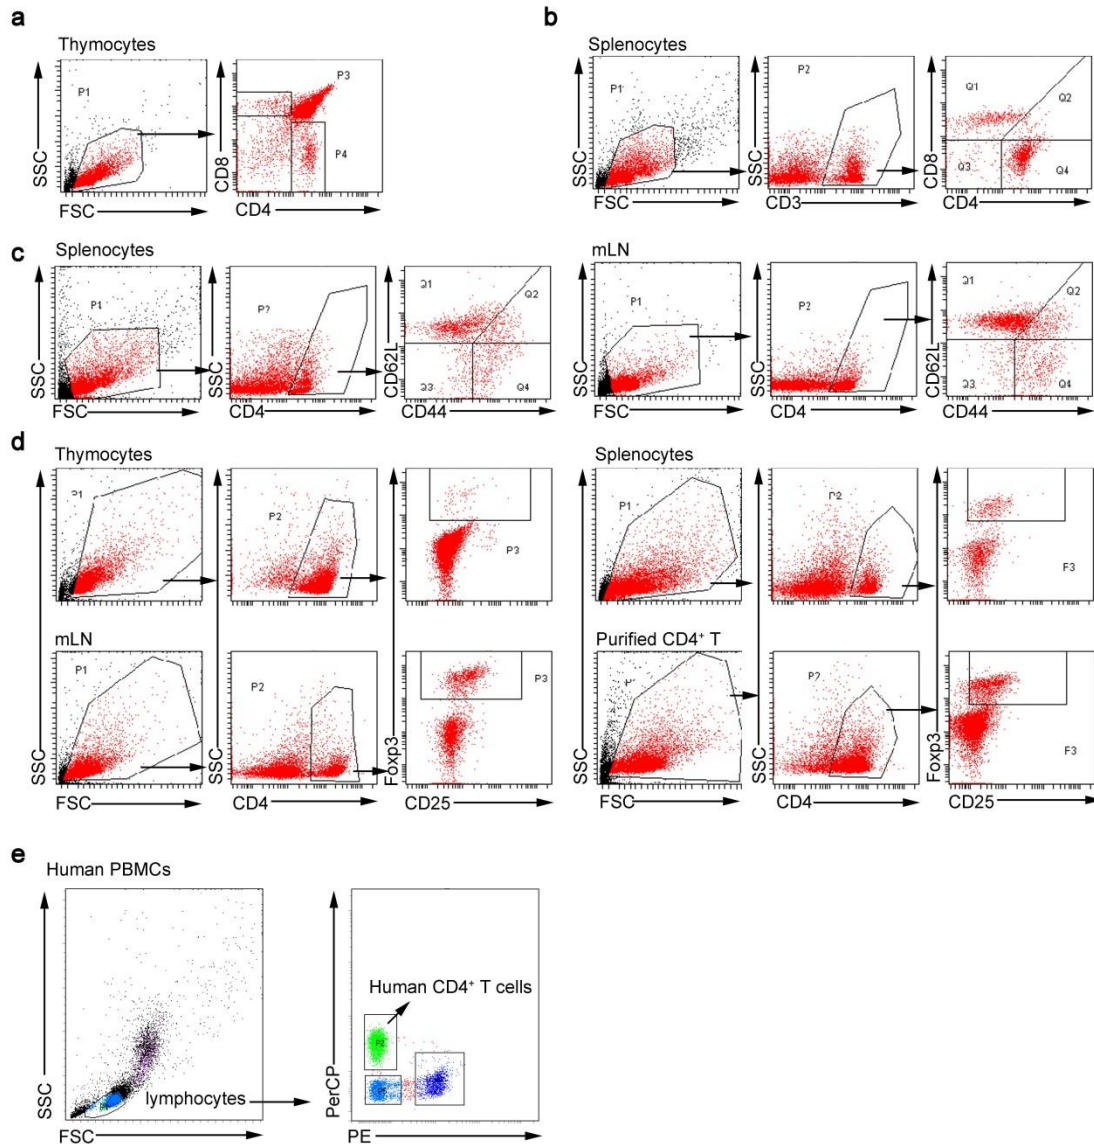 a
Thymocytes
SSC
P1
FSC
CD8
P3
P4
CD4
b
Splenocytes
SSC
P1
FSC
SSC
P2
CD3
CD8
Q1
Q2
Q3
Q4
CD4
c
Splenocytes
SSC
P1
FSC
SSC
P2
CD4
CD62L
Q1
Q2
Q3
Q4
CD44
mLN
SSC
P1
FSC
SSC
P2
CD4
CD62L
Q1
Q2
Q3
Q4
CD44
d
Thymocytes
P1
P2
P3
Splenocytes
P1
P2
F3
mLN
SSC
P1
FSC
SSC
P2
CD4
Foxp3
P3
CD25
Purified CD4⁺ T
SSC
FSC
SSC
P2
CD4
Foxp3
F3
CD25
e
Human PBMCs
SSC
lymphocytes
FSC
Human CD4⁺ T cells
PerCP
P2
PE